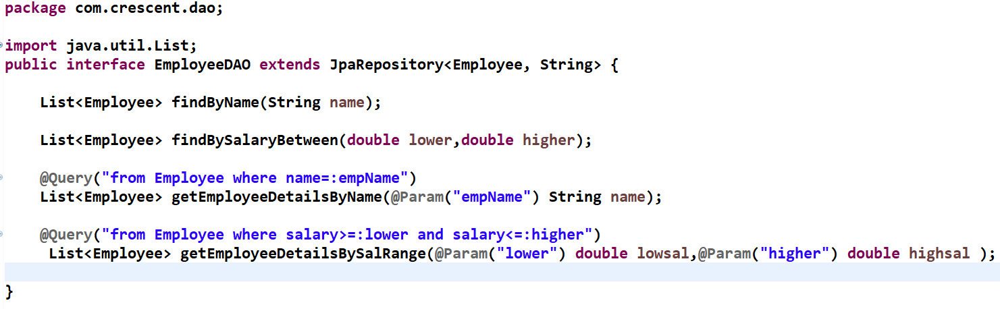 package com.crescent.dao;
import java.util.List;
public interface EmployeeDAO extends JpaRepository<Employee, String> {
List<Employee> findByName(String name);
List<Employee> findBySalaryBetween(double lower,double higher);
@Query("from Employee where name=:empName")
List<Employee> getEmployeeDetailsByName(@Param("empName") String name);
@Query("from Employee where salary>=:lower and salary<=:higher")
List<Employee> getEmployeeDetailsBySalRange(@Param("lower") double lowsal,@Param("higher") double highsal );
}